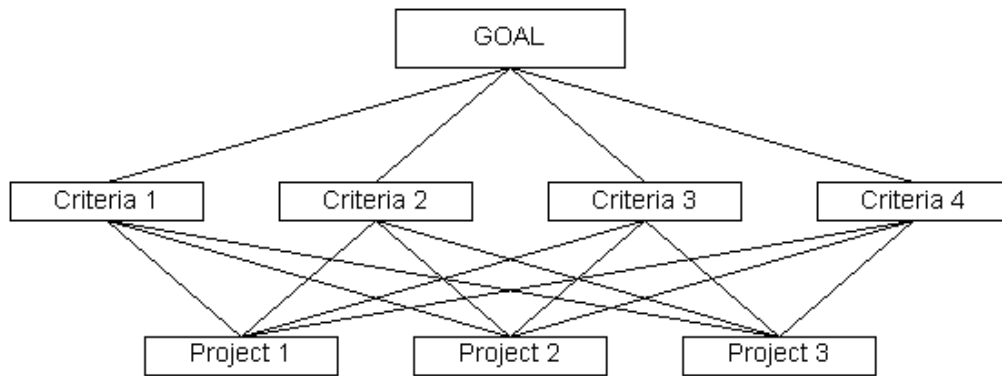 GOAL
Criteria 1
Criteria 2
Criteria 3
Criteria 4
Project 1
Project 2
Project 3